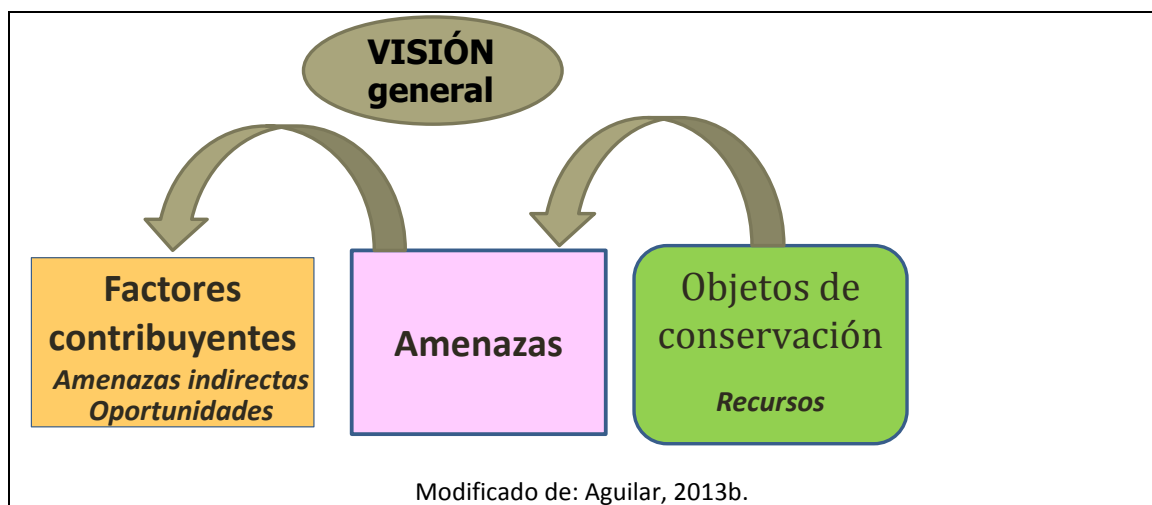 VISIÓN
general
Factores
contribuyentes
Amenazas indirectas
Oportunidades
Amenazas
Objetos de
conservación
Recursos
Modificado de: Aguilar, 2013b.